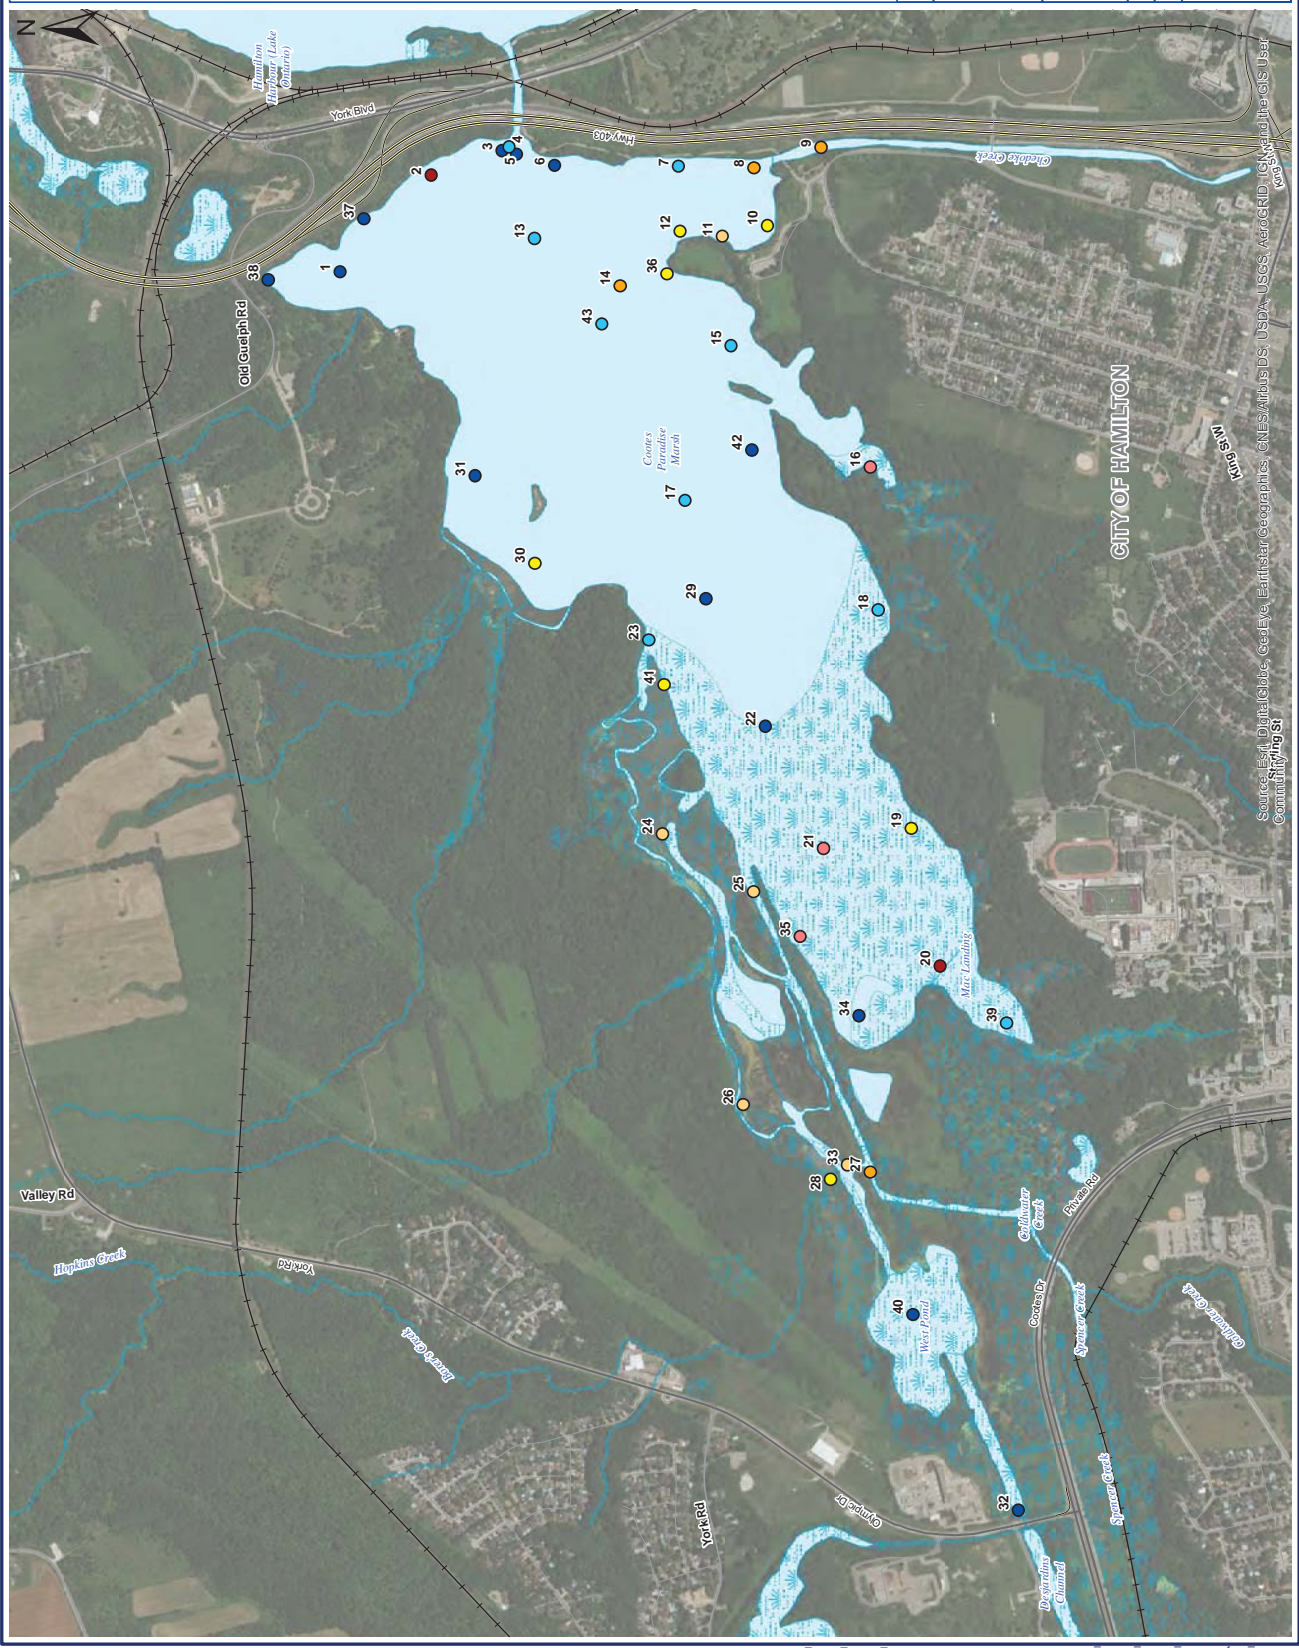 N
Hamilton
Harbour (Lake
Ontario)
York Blvd
Hwy 403
Old Guelph Rd
2
3
4
5
6
7
8
9
37
38
1
13
12
11
10
36
14
43
15
Chedoke Creek
31
42
Cootes
Paradise
Marsh
17
16
30
29
King St W
King St W
CITY OF HAMILTON
23
18
41
22
24
21
19
25
35
20
Mac Landing
34
39
26
33
27
28
Valley Rd
Hopkins Creek
York Rd
Private Rd
Coldwater
Creek
Cootes Dr
Spencer Creek
Coldwater Creek
40
West Pond
York Rd
Olympic Dr
32
Spencer Creek
Desjardins
Channel
Sterling St
Source: Esri, DigitalGlobe, GeoEye, Earthstar Geographics, CNES/Airbus DS, USDA, USGS, AeroGRID, IGN, and the GIS User
Community